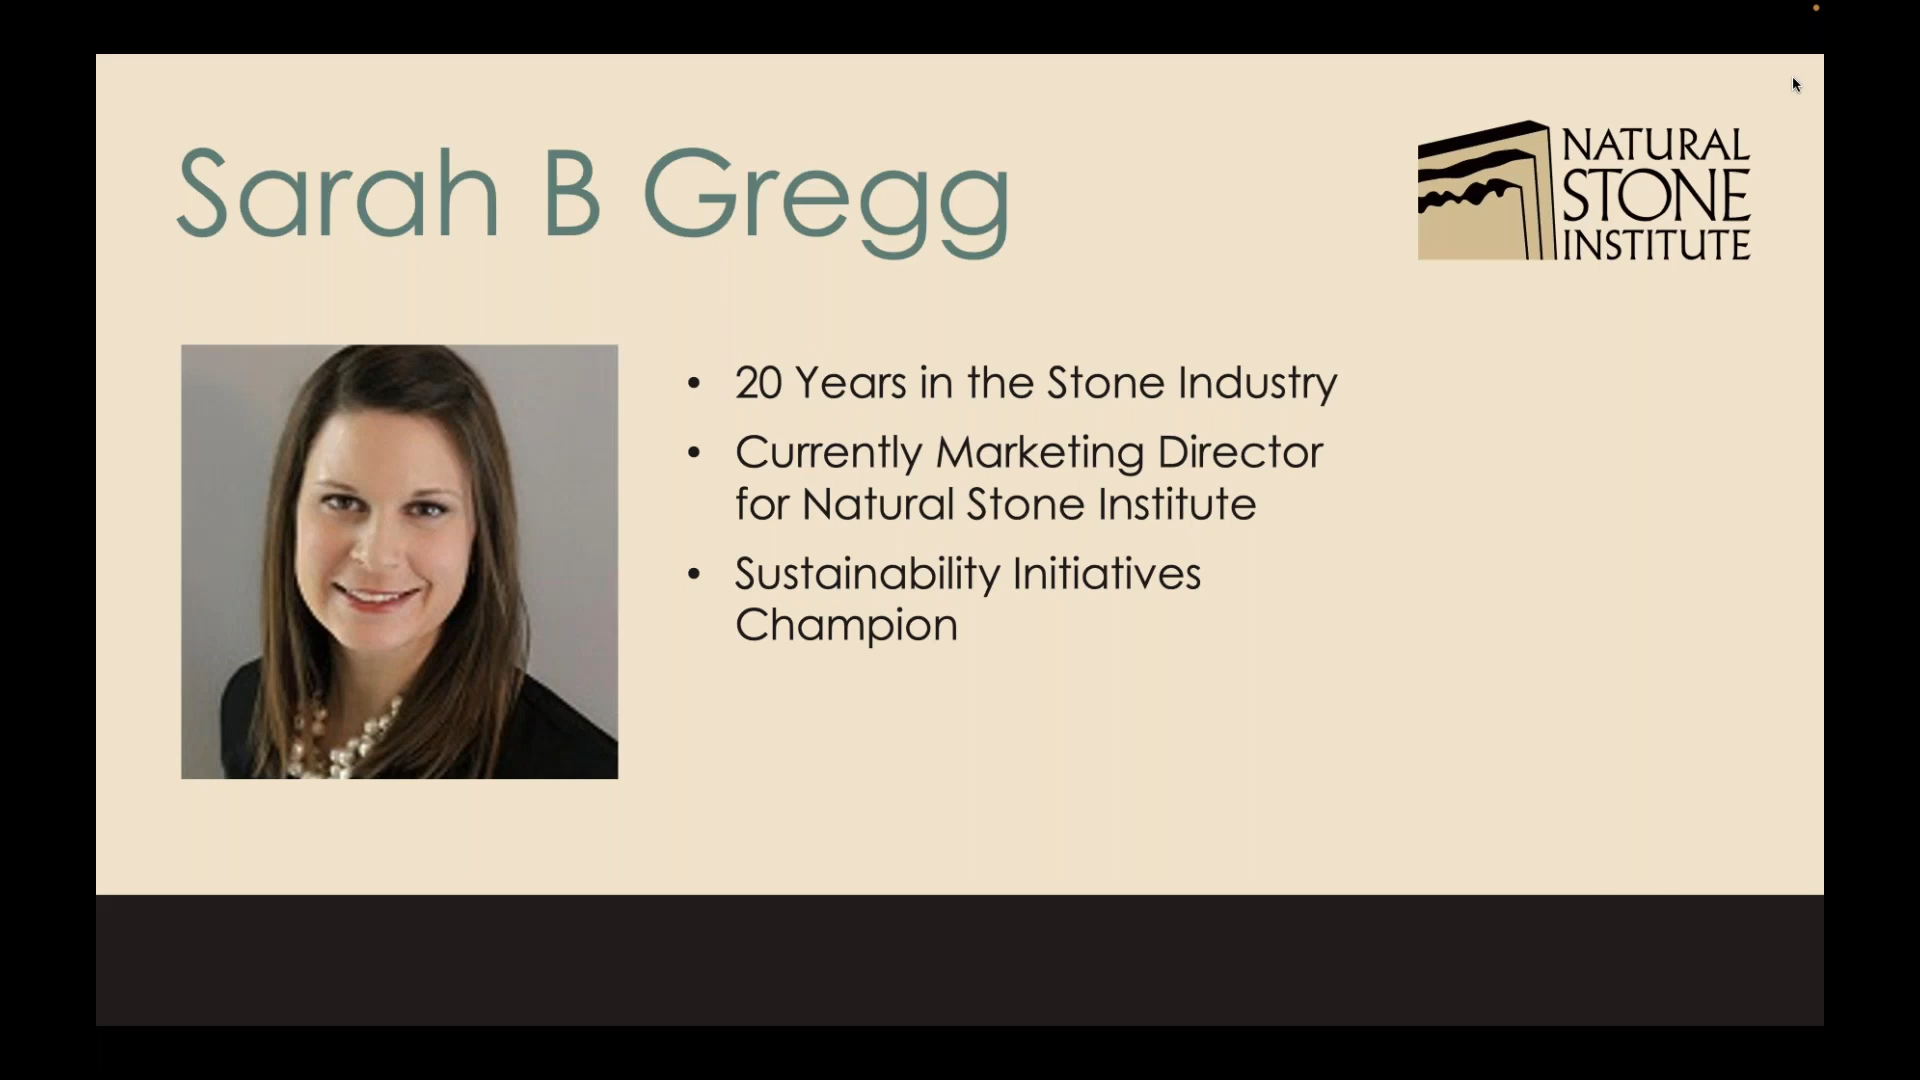 Sarah B Gregg
NATURAL
STONE
INSTITUTE
• 20 Years in the Stone Industry
• Currently Marketing Director
for Natural Stone Institute
• Sustainability Initiatives
Champion